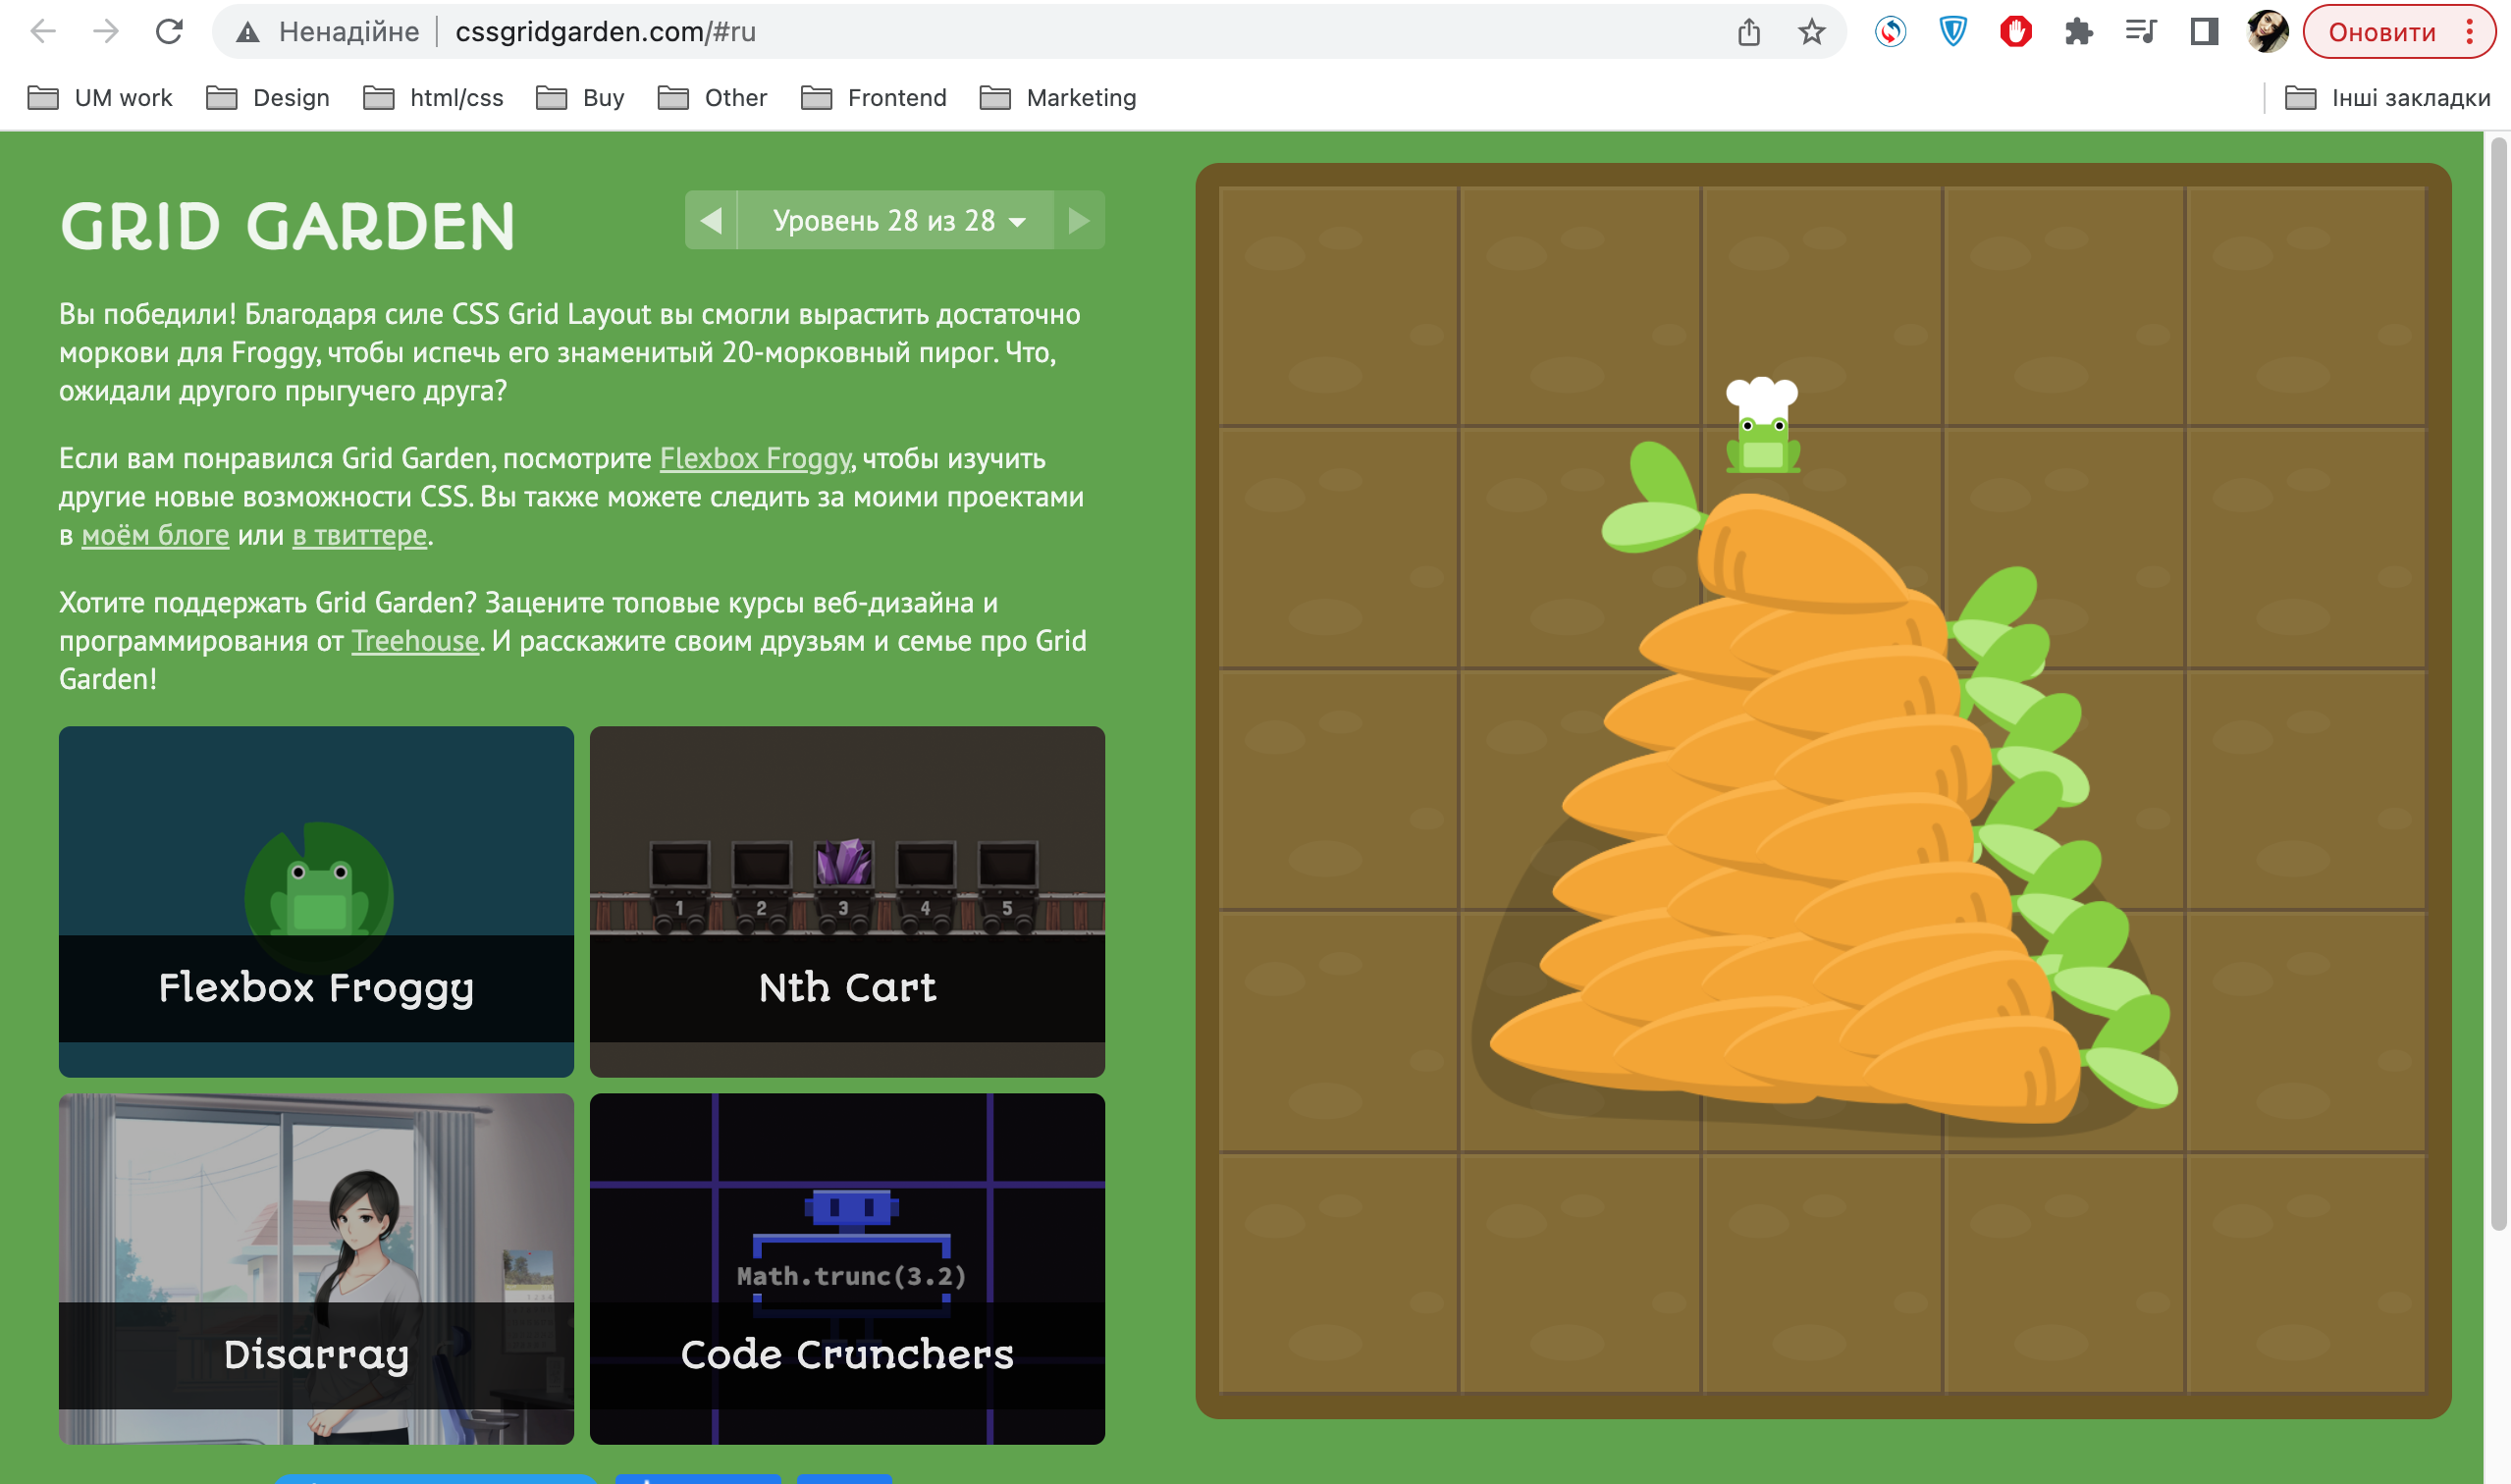 Ненадійне cssgridgarden.com/#ru Оновити
UM work Design html/css Buy Other Frontend Marketing Інші закладки
GRID GARDEN
Уровень 28 из 28
Вы победили! Благодаря силе CSS Grid Layout вы смогли вырастить достаточно
моркови для Froggy, чтобы испечь его знаменитый 20-морковный пирог. Что,
ожидали другого прыгучего друга?
Если вам понравился Grid Garden, посмотрите Flexbox Froggy, чтобы изучить
другие новые возможности CSS. Вы также можете следить за моими проектами
в моём блоге или в твиттере.
Хотите поддержать Grid Garden? Зацените топовые курсы веб-дизайна и
программирования от Treehouse. И расскажите своим друзьям и семье про Grid
Garden!
1 2 3 4 5
Flexbox Froggy
Nth Cart
Math.trunc(3.2)
Disarray
Code Crunchers